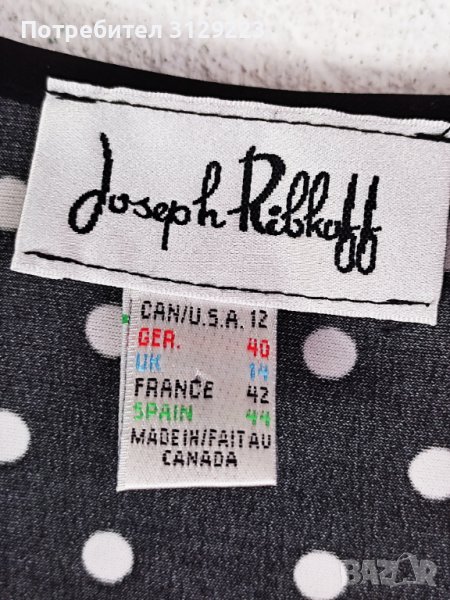 Потребител 3129223
Joseph Ribkoff
CAN/U.S.A. 12
GER. 40
UK 14
FRANCE 42
SPAIN 44
MADE IN/FAIT AU
CANADA
BAZAR